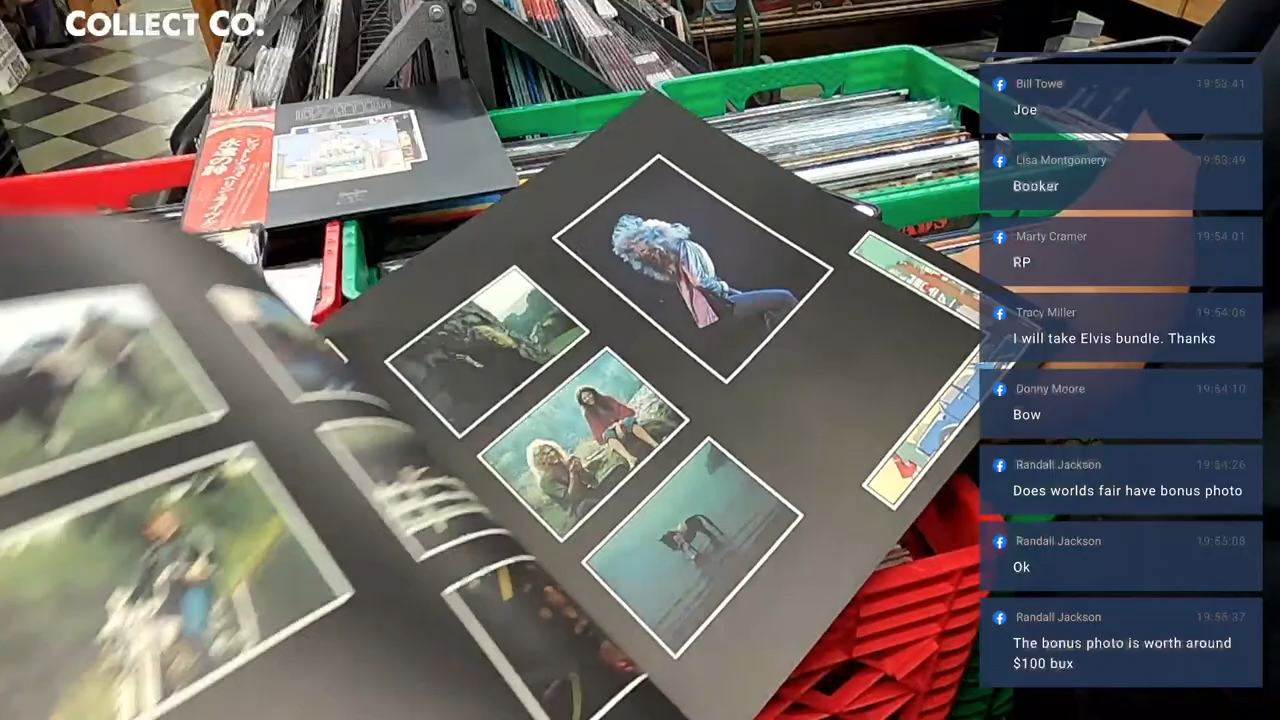 COLLECT CO.
Bill Towe 19:53:41
Joe
Lisa Montgomery 19:53:49
Booker
Marty Cramer 19:54:01
RP
Tracy Miller 19:54:06
I will take Elvis bundle. Thanks
Donny Moore 19:54:10
Bow
Randall Jackson 19:54:26
Does worlds fair have bonus photo
Randall Jackson 19:55:08
Ok
Randall Jackson
The bonus photo is worth around
$100 bux